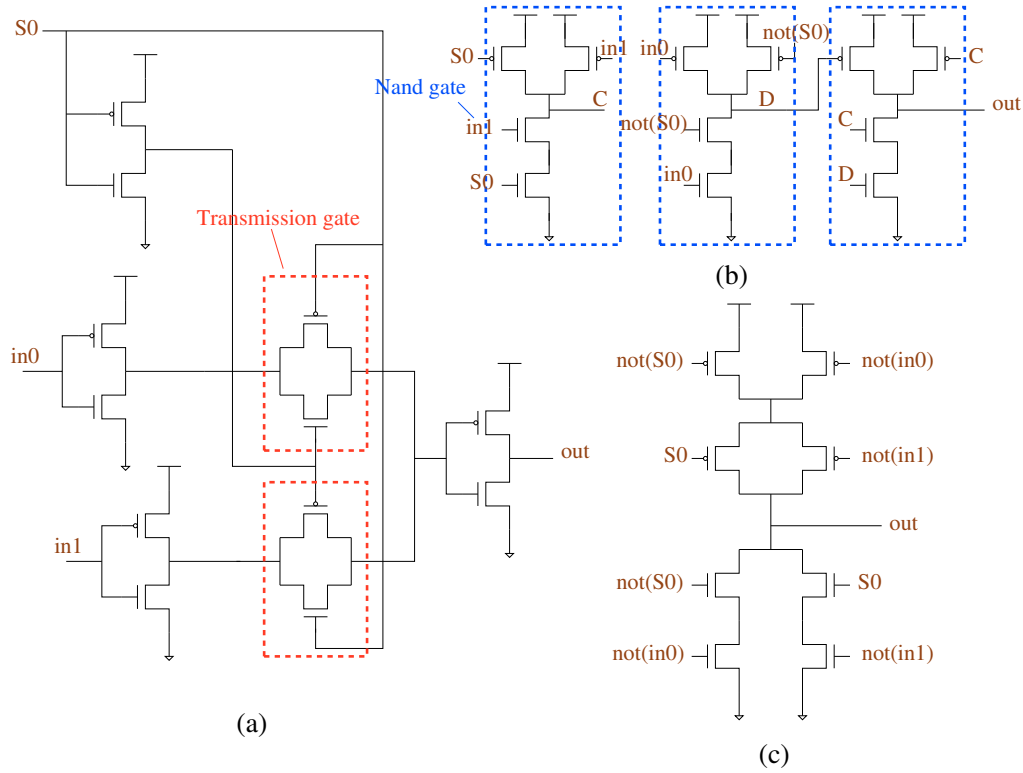 S0
Transmission gate
in0
in1
out
(a)
S0
in1
in0
not(S0)
C
Nand gate
in1
C
not(S0)
D
C
out
S0
in0
D
(b)
not(S0)
not(in0)
S0
not(in1)
out
not(S0)
S0
not(in0)
not(in1)
(c)